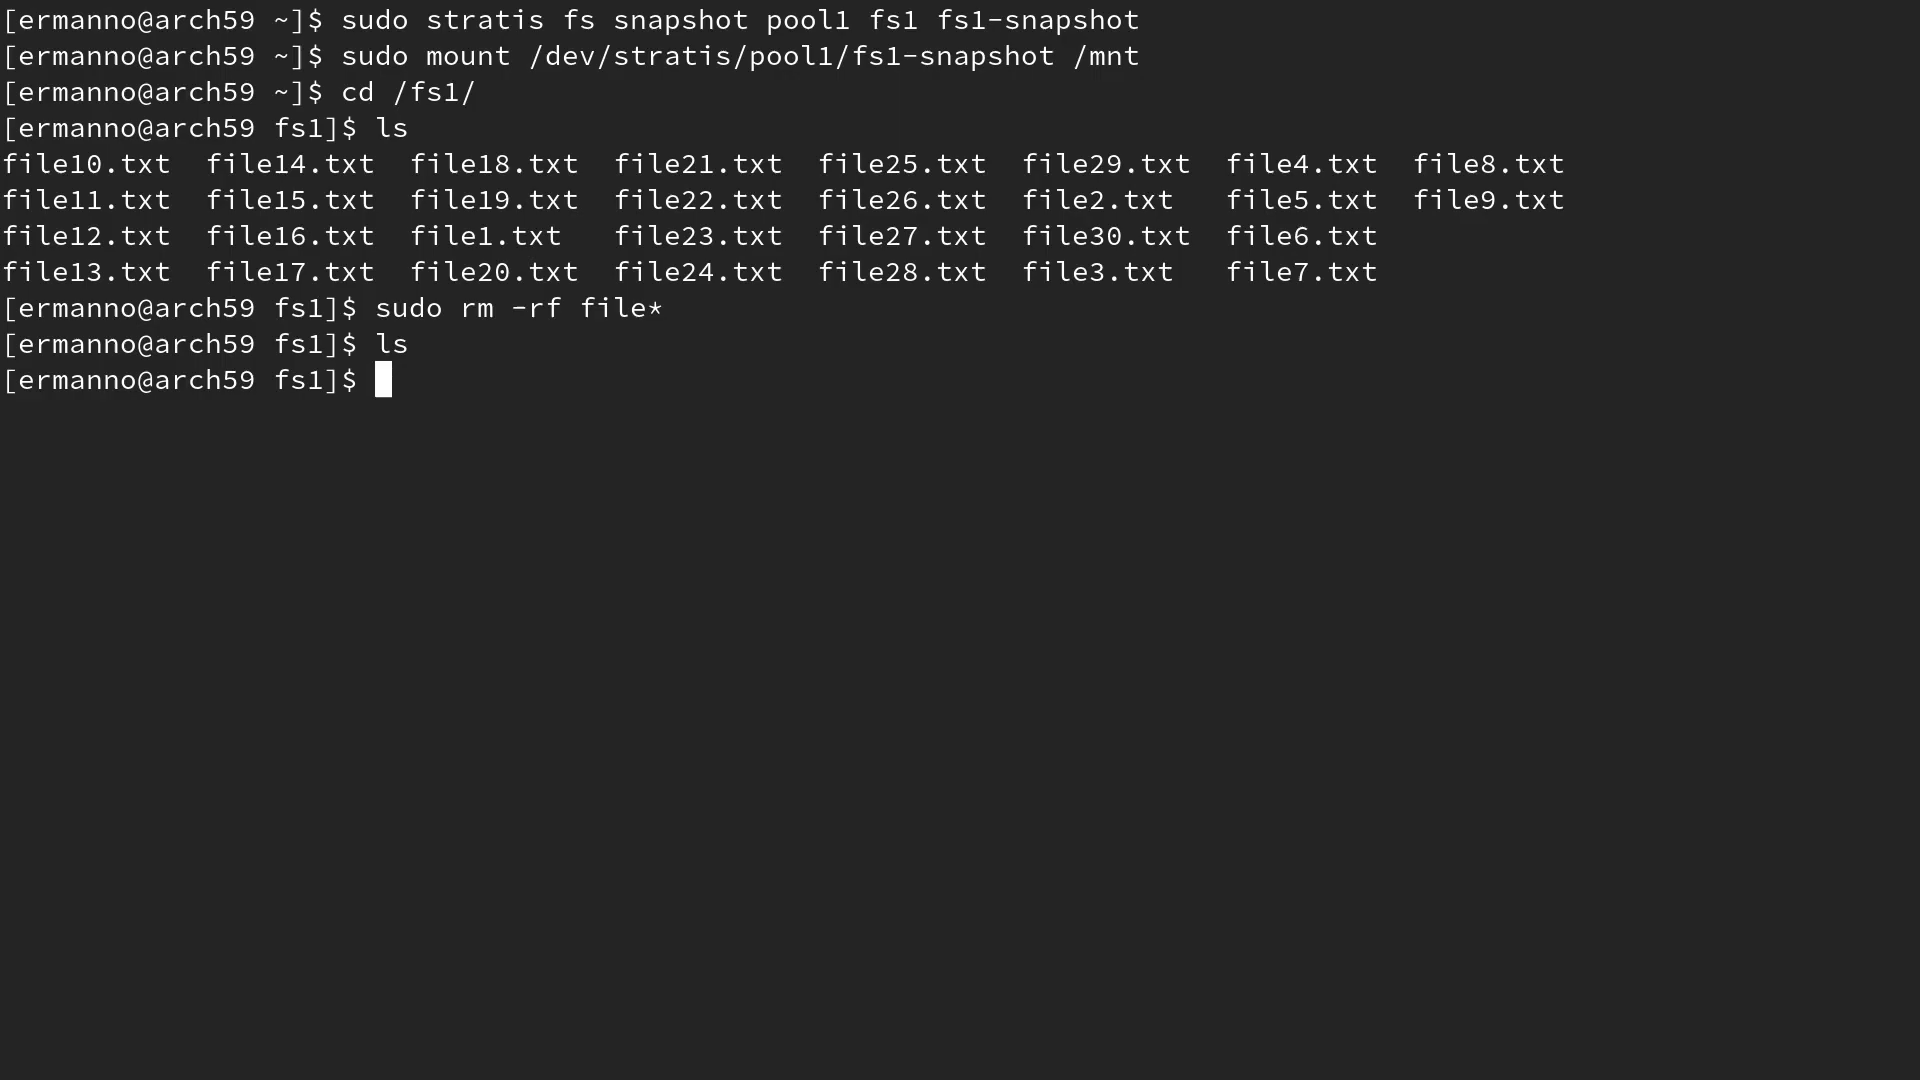 [ermanno@arch59 ~]$ sudo stratis fs snapshot pool1 fs1 fs1-snapshot
[ermanno@arch59 ~]$ sudo mount /dev/stratis/pool1/fs1-snapshot /mnt
[ermanno@arch59 ~]$ cd /fs1/
[ermanno@arch59 fs1]$ ls
file10.txt  file14.txt  file18.txt  file21.txt  file25.txt  file29.txt  file4.txt  file8.txt
file11.txt  file15.txt  file19.txt  file22.txt  file26.txt  file2.txt   file5.txt  file9.txt
file12.txt  file16.txt  file1.txt   file23.txt  file27.txt  file30.txt  file6.txt
file13.txt  file17.txt  file20.txt  file24.txt  file28.txt  file3.txt   file7.txt
[ermanno@arch59 fs1]$ sudo rm -rf file*
[ermanno@arch59 fs1]$ ls
[ermanno@arch59 fs1]$